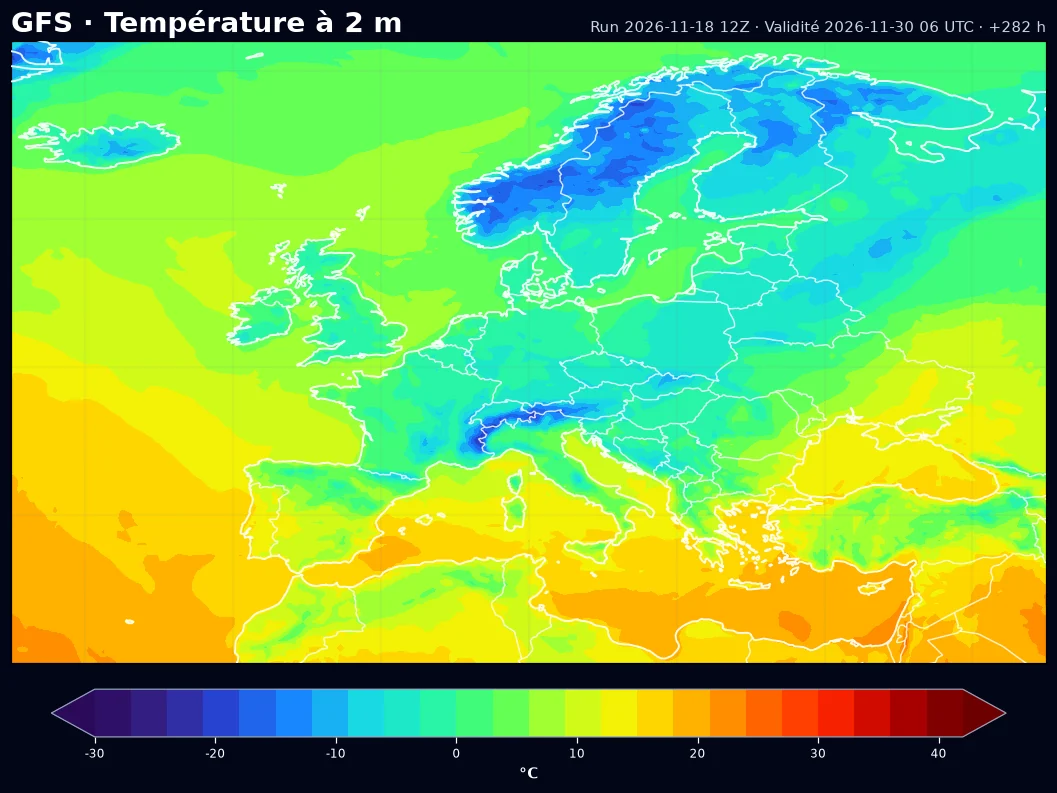 GFS · Température à 2 m
Run 2026-11-18 12Z · Validité 2026-11-30 06 UTC · +282 h
-30 -20 -10 0 10 20 30 40
°C